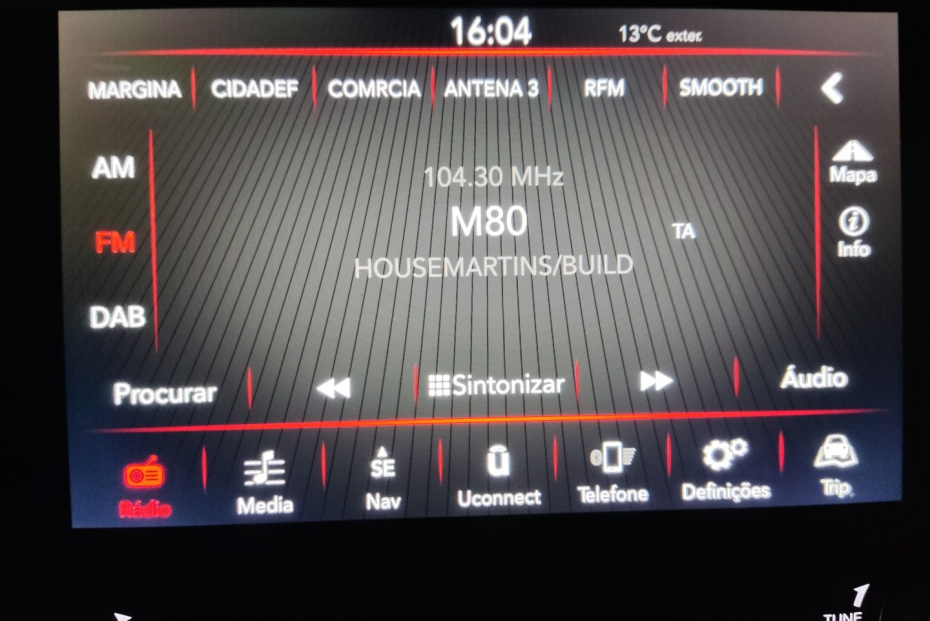 16:04 13°C exter.
MARGINA CIDADEF COMRCIA ANTENA 3 RFM SMOOTH
AM
104.30 MHz
Mapa
M80
FM
TA
Info
HOUSEMARTINS/BUILD
DAB
Procurar Sintonizar Áudio
SE
Rádio Media Nav Uconnect Telefone Definições Trip
TUNE